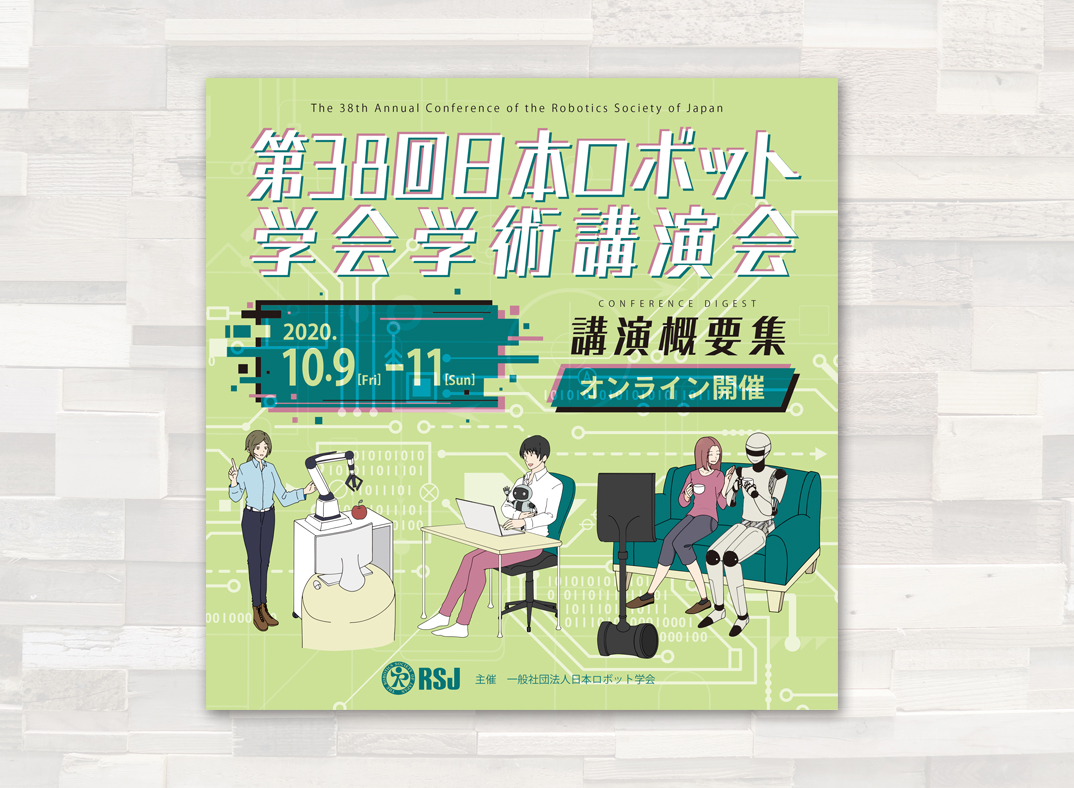 The 38th Annual Conference of the Robotics Society of Japan
第38回日本ロボット
学会学術講演会
2020.
10.9[Fri]-11[Sun]
CONFERENCE DIGEST
講演概要集
オンライン開催
RSJ 主催 一般社団法人日本ロボット学会